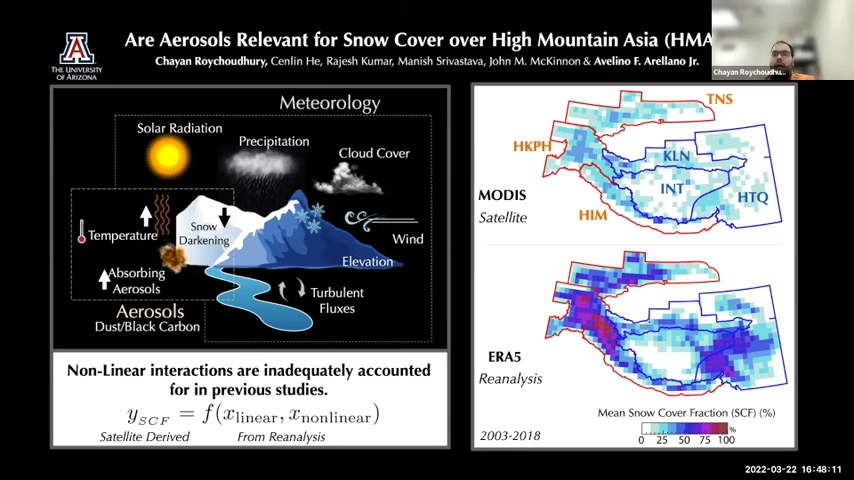 THE UNIVERSITY
OF ARIZONA
Are Aerosols Relevant for Snow Cover over High Mountain Asia (HMA
Chayan Roychoudhury, Cenlin He, Rajesh Kumar, Manish Srivastava, John M. McKinnon & Avelino F. Arellano Jr.
Chayan Roychoudhu...
Meteorology
Solar Radiation
Precipitation
Cloud Cover
Snow
Darkening
Temperature
Wind
Elevation
Absorbing
Aerosols
Turbulent
Fluxes
Aerosols
Dust/Black Carbon
Non-Linear interactions are inadequately accounted
for in previous studies.
y_SCF = f(x_linear, x_nonlinear)
Satellite Derived From Reanalysis
TNS
HKPH
KLN
INT
HTQ
HIM
MODIS
Satellite
ERA5
Reanalysis
Mean Snow Cover Fraction (SCF) (%)
%
0 25 50 75 100
2003-2018
2022-03-22 16:48:11